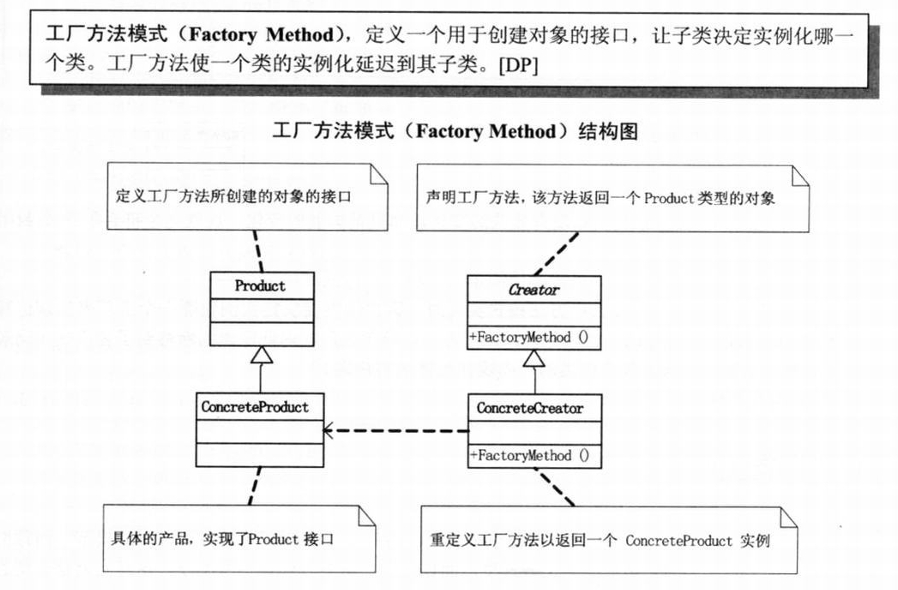 工厂方法模式（Factory Method），定义一个用于创建对象的接口，让子类决定实例化哪一
个类。工厂方法使一个类的实例化延迟到其子类。[DP]
工厂方法模式（Factory Method）结构图
定义工厂方法所创建的对象的接口
声明工厂方法，该方法返回一个Product类型的对象
Product
Creator
+FactoryMethod ()
ConcreteProduct
ConcreteCreator
+FactoryMethod ()
具体的产品，实现了Product 接口
重定义工厂方法以返回一个 ConcreteProduct 实例